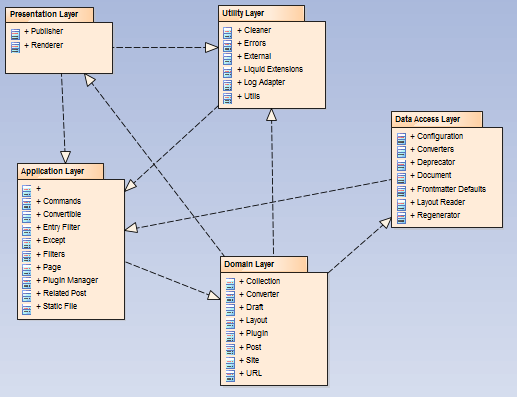 Presentation Layer
+ Publisher
+ Renderer
Utility Layer
+ Cleaner
+ Errors
+ External
+ Liquid Extensions
+ Log Adapter
+ Utils
Data Access Layer
+ Configuration
+ Converters
+ Deprecator
+ Document
+ Frontmatter Defaults
+ Layout Reader
+ Regenerator
Application Layer
+
+ Commands
+ Convertible
+ Entry Filter
+ Except
+ Filters
+ Page
+ Plugin Manager
+ Related Post
+ Static File
Domain Layer
+ Collection
+ Converter
+ Draft
+ Layout
+ Plugin
+ Post
+ Site
+ URL